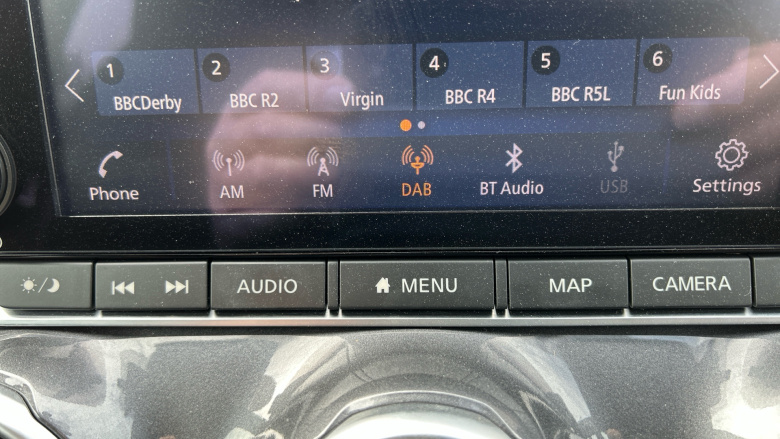 1 2 3 4 5 6
BBCDerby BBC R2 Virgin BBC R4 BBC R5L Fun Kids
Phone AM FM DAB BT Audio USB Settings
AUDIO MENU MAP CAMERA